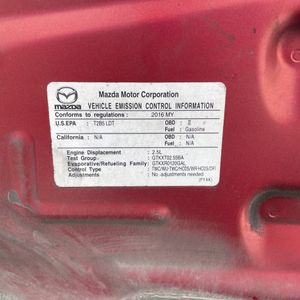 Mazda Motor Corporation
mazda VEHICLE EMISSION CONTROL INFORMATION
Conforms to regulations : 2016 MY
U.S.EPA : T2B5 LDT OBD : II
Fuel : Gasoline
California : N/A OBD : N/A
Fuel : N/A
Engine Displacement : 2.5L
Test Group : GTKXT02.5BBA
Evaporative/Refueling Family : GTKXR0120GAL
Control Type : TWC/WU-TWC/HO2S/WR-HO2S/DFI
Adjustments : No adjustments needed